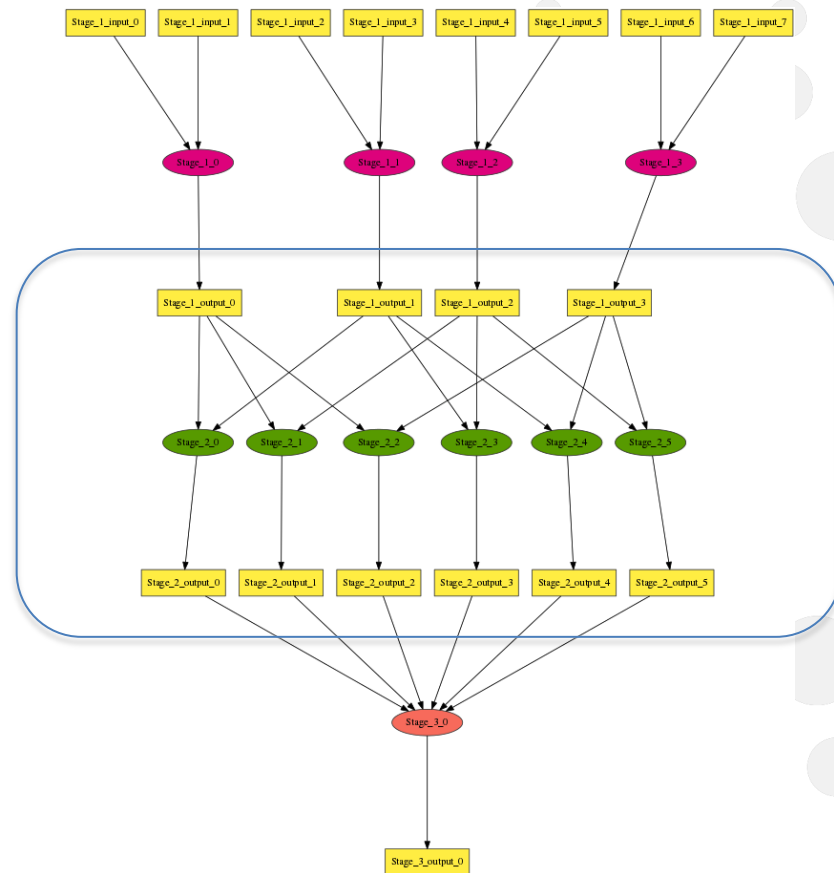 Stage_1_input_0 Stage_1_input_1 Stage_1_input_2 Stage_1_input_3 Stage_1_input_4 Stage_1_input_5 Stage_1_input_6 Stage_1_input_7
Stage_1_0 Stage_1_1 Stage_1_2 Stage_1_3
Stage_1_output_0 Stage_1_output_1 Stage_1_output_2 Stage_1_output_3
Stage_2_0 Stage_2_1 Stage_2_2 Stage_2_3 Stage_2_4 Stage_2_5
Stage_2_output_0 Stage_2_output_1 Stage_2_output_2 Stage_2_output_3 Stage_2_output_4 Stage_2_output_5
Stage_3_0
Stage_3_output_0